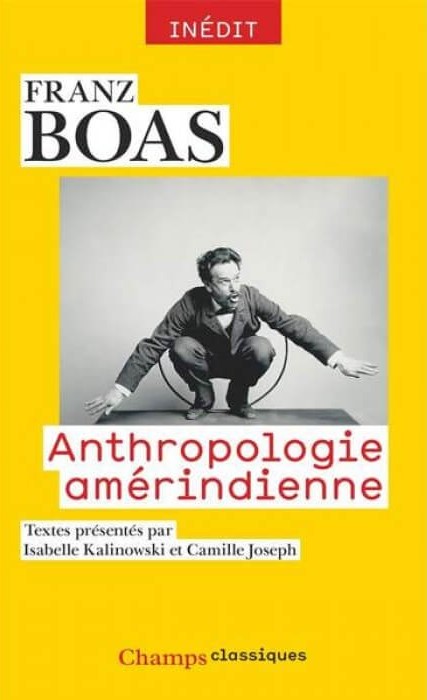 INÉDIT
FRANZ
BOAS
Anthropologie
amérindienne
Textes présentés par
Isabelle Kalinowski et Camille Joseph
Champs classiques